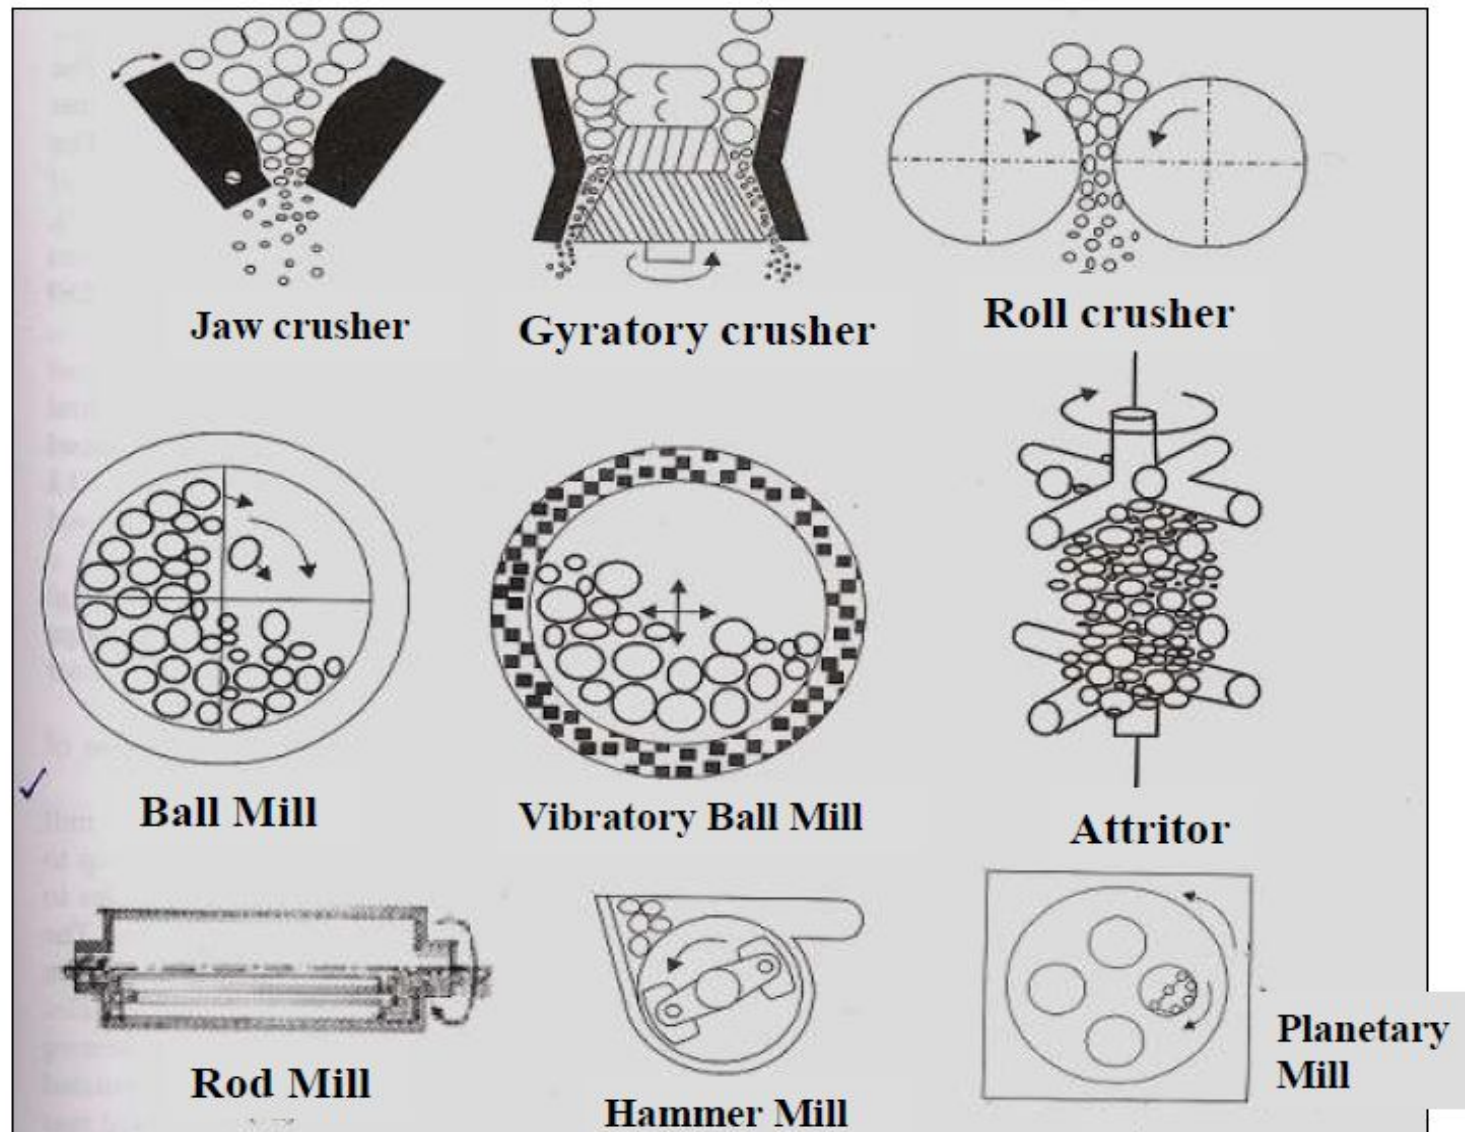 Jaw crusher
Gyratory crusher
Roll crusher
Ball Mill
Vibratory Ball Mill
Attritor
Rod Mill
Hammer Mill
Planetary
Mill